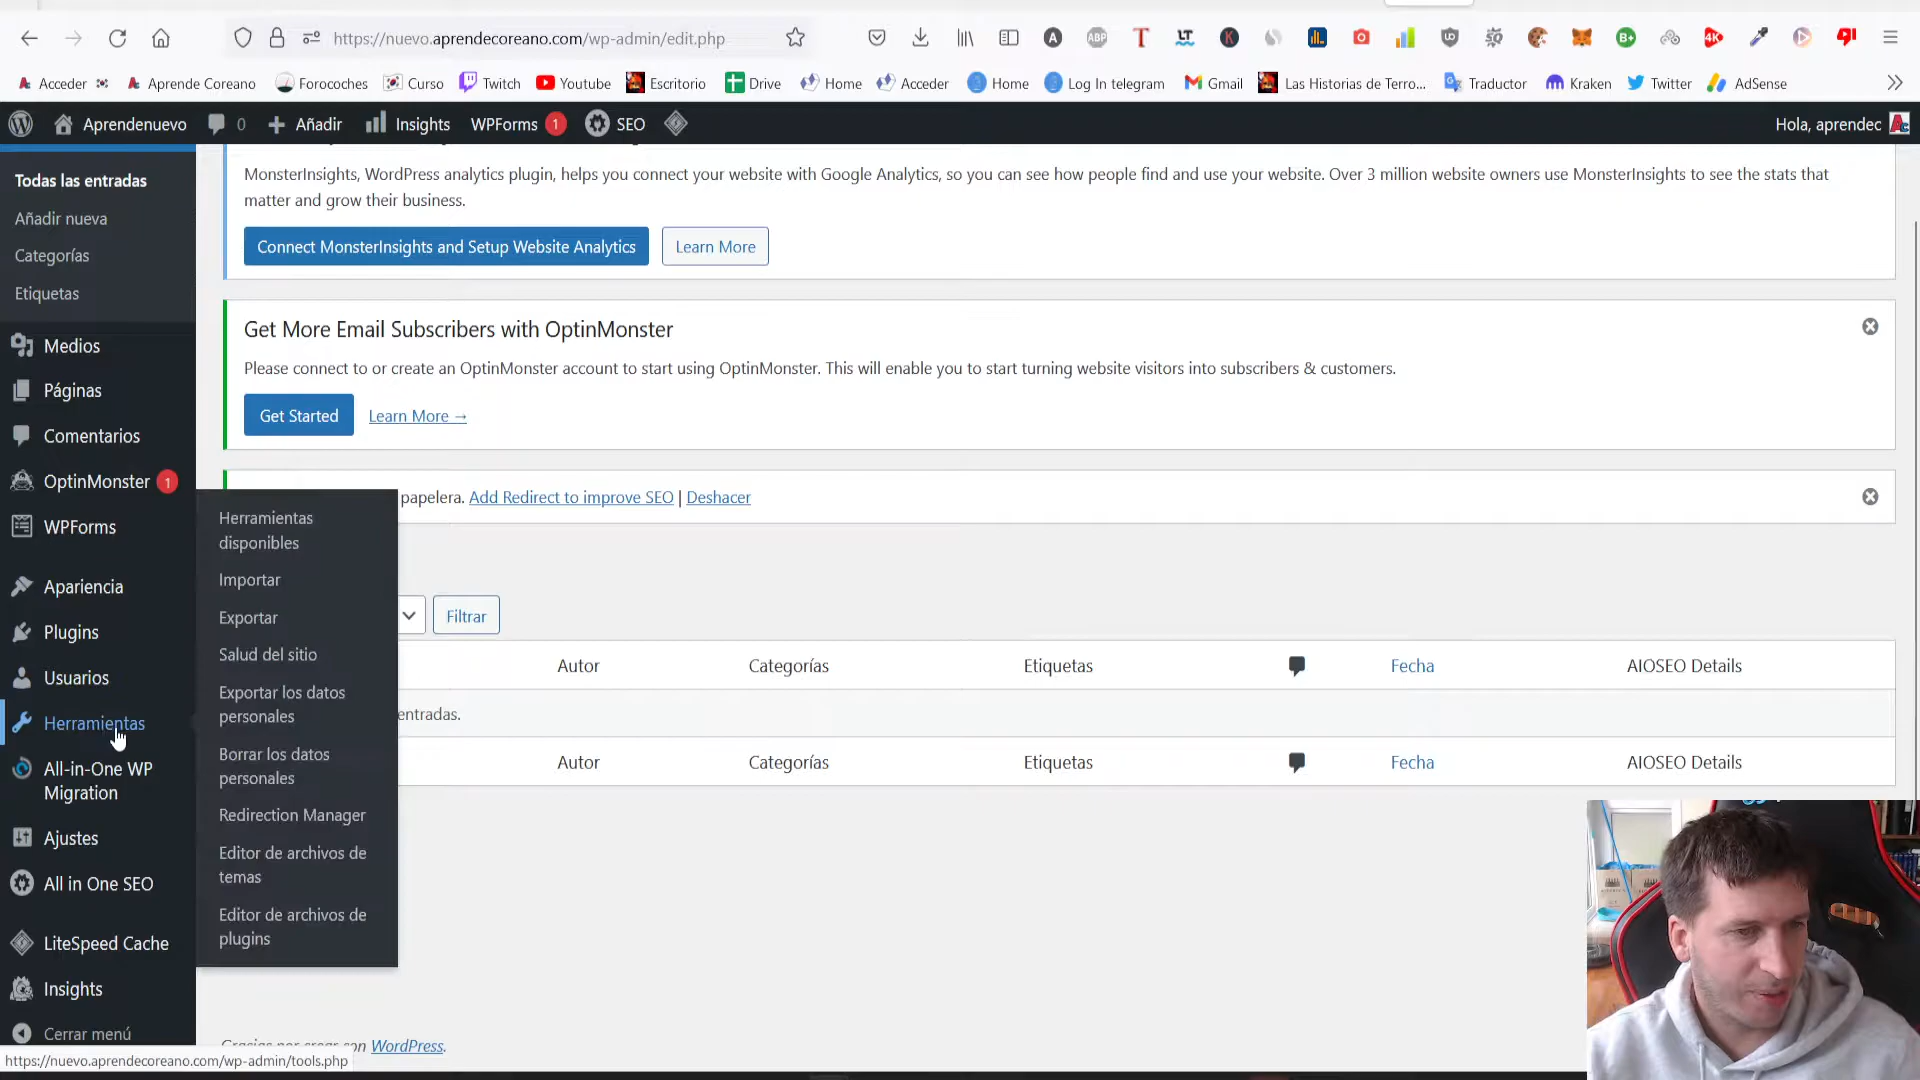 https://nuevo.aprendecoreano.com/wp-admin/edit.php
A
ABP
T
LT
K
B+
4K
Acceder
Aprende Coreano
Forocoches
Curso
Twitch
Youtube
Escritorio
Drive
Home
Acceder
Home
Log In telegram
Gmail
Las Historias de Terro...
Traductor
Kraken
Twitter
AdSense
Aprendenuevo
0
Añadir
Insights
WPForms 1
SEO
Hola, aprendec
Todas las entradas
Añadir nueva
Categorías
Etiquetas
Medios
Páginas
Comentarios
OptinMonster 1
WPForms
Apariencia
Plugins
Usuarios
Herramientas
All-in-One WP
Migration
Ajustes
All in One SEO
LiteSpeed Cache
Insights
Cerrar menú
Herramientas
disponibles
Importar
Exportar
Salud del sitio
Exportar los datos
personales
Borrar los datos
personales
Redirection Manager
Editor de archivos de
temas
Editor de archivos de
plugins
MonsterInsights, WordPress analytics plugin, helps you connect your website with Google Analytics, so you can see how people find and use your website. Over 3 million website owners use MonsterInsights to see the stats that
matter and grow their business.
Connect MonsterInsights and Setup Website Analytics
Learn More
Get More Email Subscribers with OptinMonster
Please connect to or create an OptinMonster account to start using OptinMonster. This will enable you to start turning website visitors into subscribers & customers.
Get Started
Learn More →
papelera. Add Redirect to improve SEO | Deshacer
Filtrar
Autor
Categorías
Etiquetas
Fecha
AIOSEO Details
entradas.
Autor
Categorías
Etiquetas
Fecha
AIOSEO Details
Gracias por crear con WordPress.
https://nuevo.aprendecoreano.com/wp-admin/tools.php